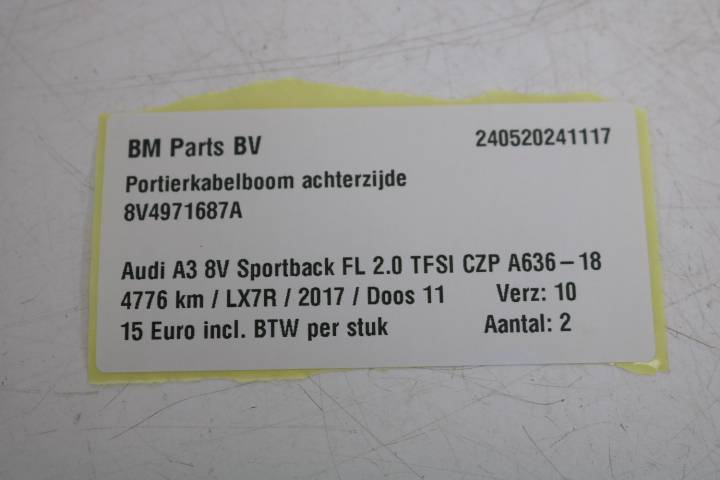 BM Parts BV 240520241117
Portierkabelboom achterzijde
8V4971687A
Audi A3 8V Sportback FL 2.0 TFSI CZP A636-18
4776 km / LX7R / 2017 / Doos 11 Verz: 10
15 Euro incl. BTW per stuk Aantal: 2